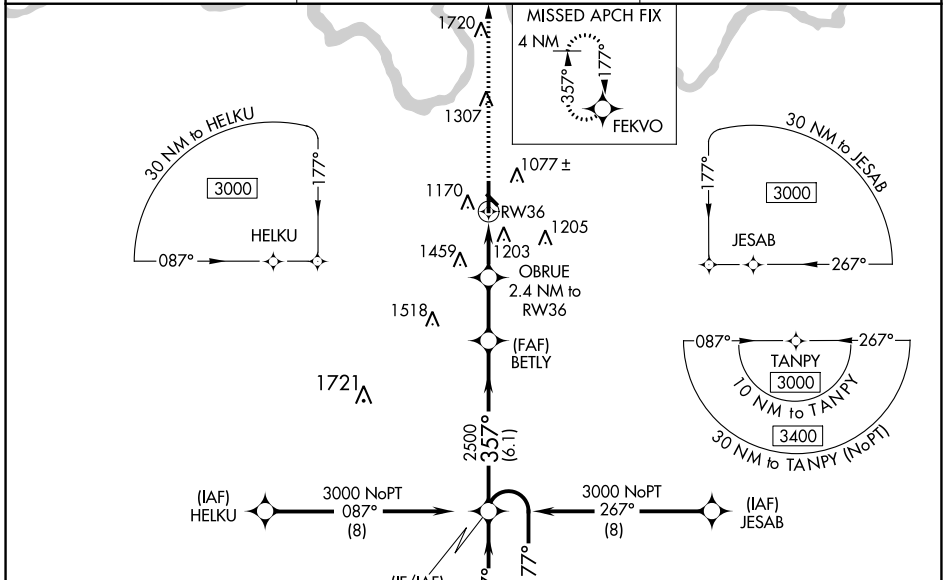 1720
MISSED APCH FIX
4 NM
357°
177°
FEKVO
1307
30 NM to HELKU
3000
177°
HELKU
087°
1077 ±
1170
RW36
1205
1203
1459
OBRUE
2.4 NM to
RW36
30 NM to JESAB
177°
3000
JESAB
267°
1518
(FAF)
BETLY
1721
087°
267°
TANPY
3000
10 NM to TANPY
3400
30 NM to TANPY (NoPT)
2500
357°
(6.1)
(IAF)
HELKU
3000 NoPT
087°
(8)
3000 NoPT
267°
(8)
(IAF)
JESAB